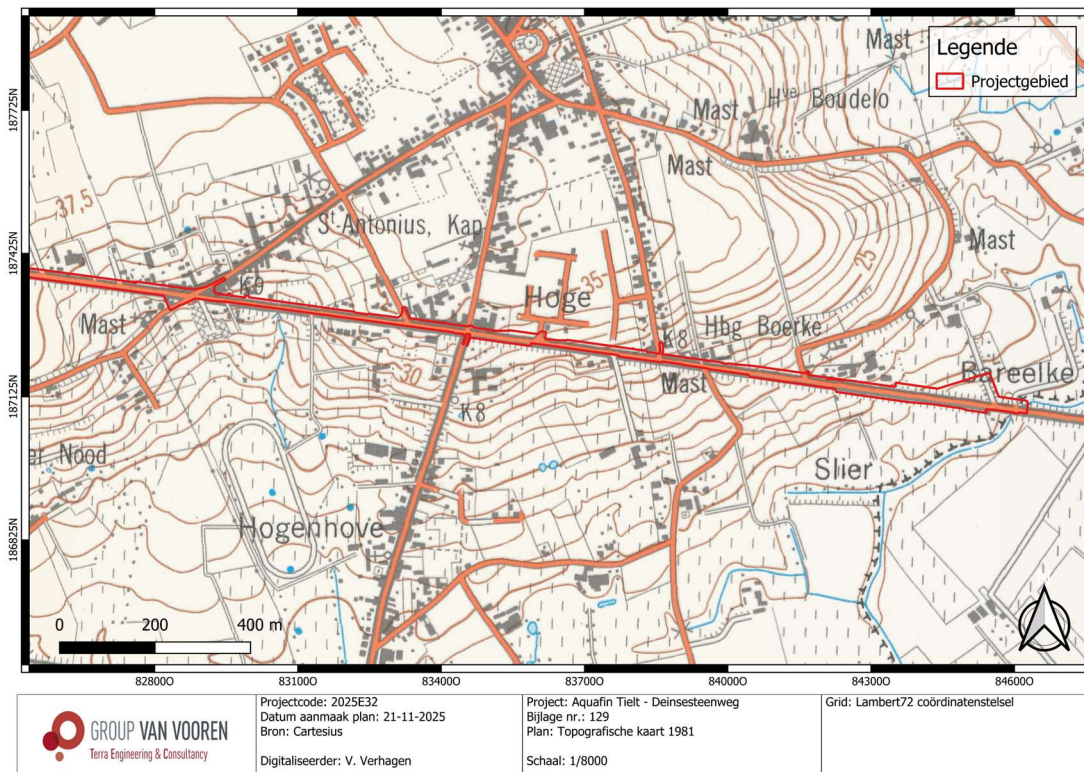 Mast
Legende
Projectgebied
Mast
Hve Boudelo
Mast
37,5
St-Antonius, Kap
Mast
25
K9
Hoge
35
Mast
K8
Hbg Boerke
30
Mast
Bareelke
K8
Nood
Slier
Hogenhove
0 200 400 m
187725N
187425N
187125N
186825N
828000 831000 834000 837000 840000 843000 846000
GROUP VAN VOOREN
Terra Engineering & Consultancy
Projectcode: 2025E32
Datum aanmaak plan: 21-11-2025
Bron: Cartesius
Digitaliseerder: V. Verhagen
Project: Aquafin Tielt - Deinsesteenweg
Bijlage nr.: 129
Plan: Topografische kaart 1981
Schaal: 1/8000
Grid: Lambert72 coördinatenstelsel